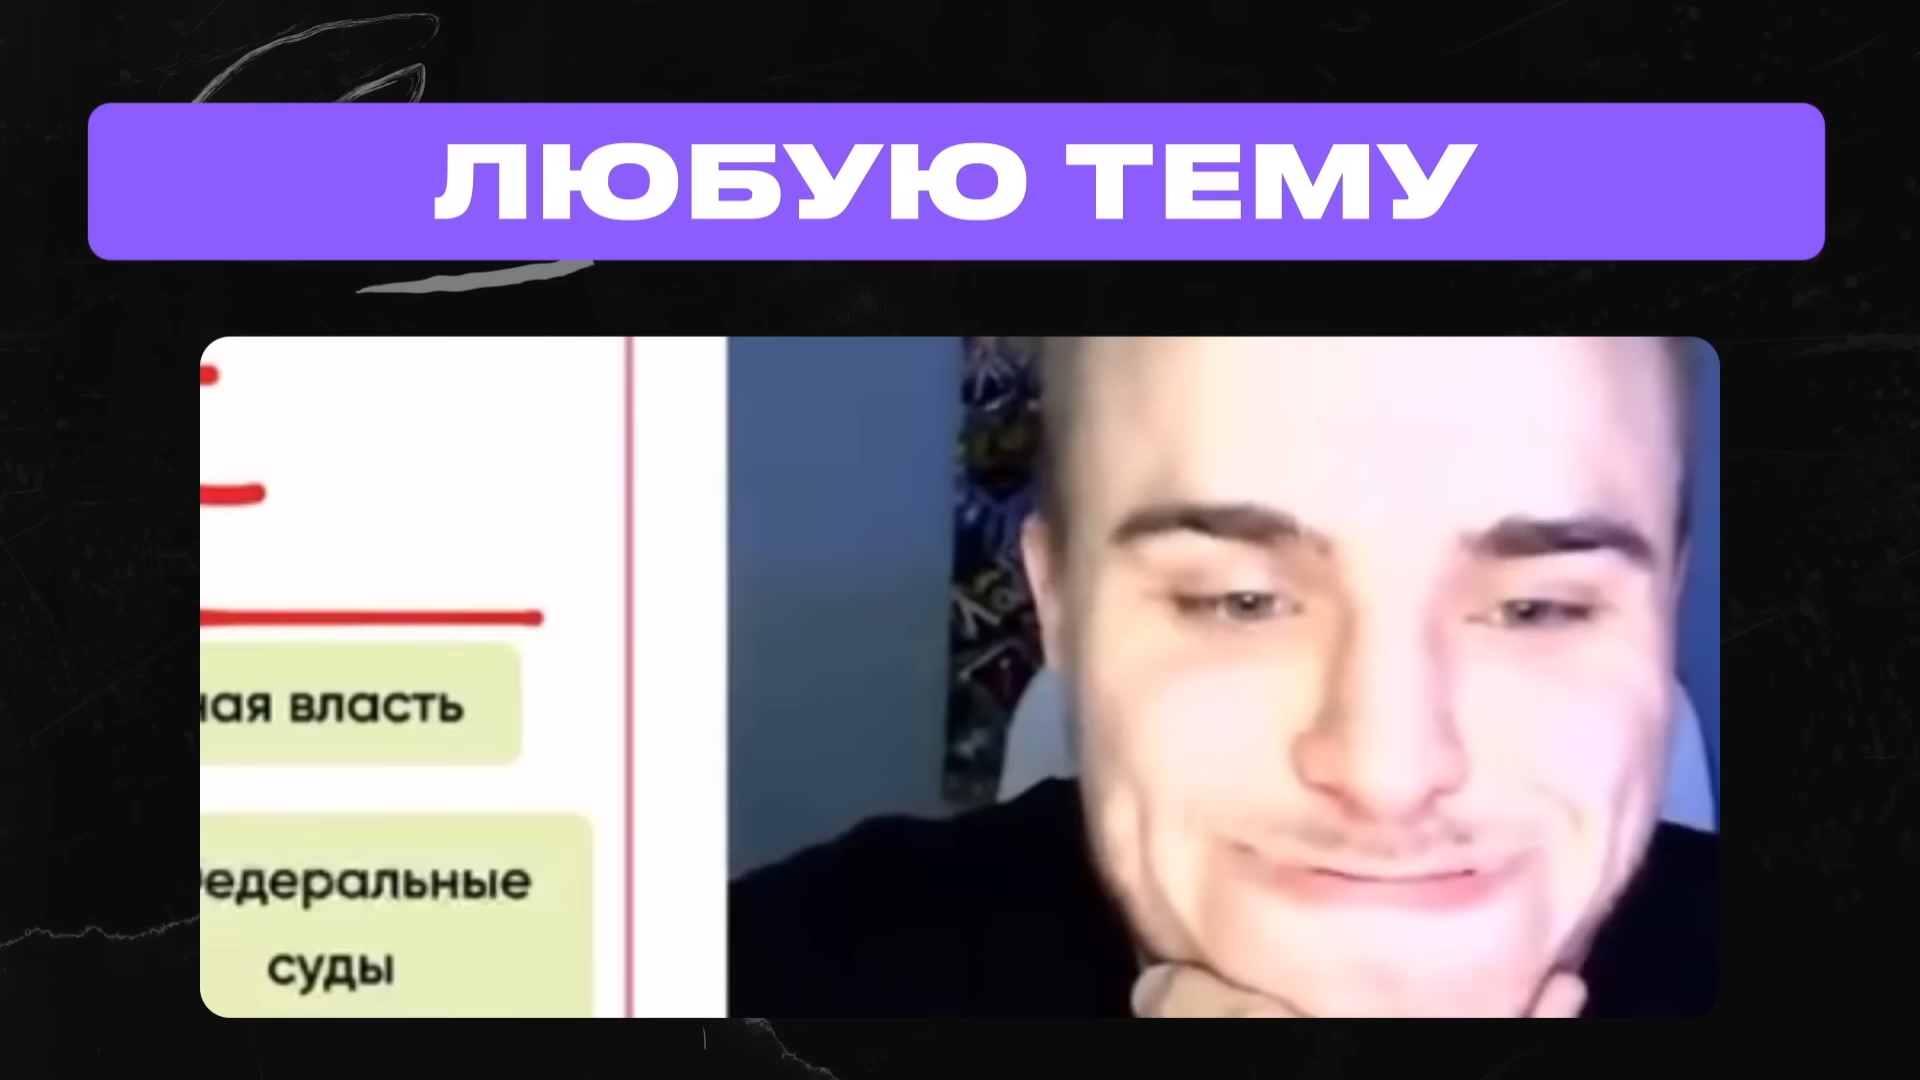 ЛЮБУЮ ТЕМУ
ная власть
едеральные
суды